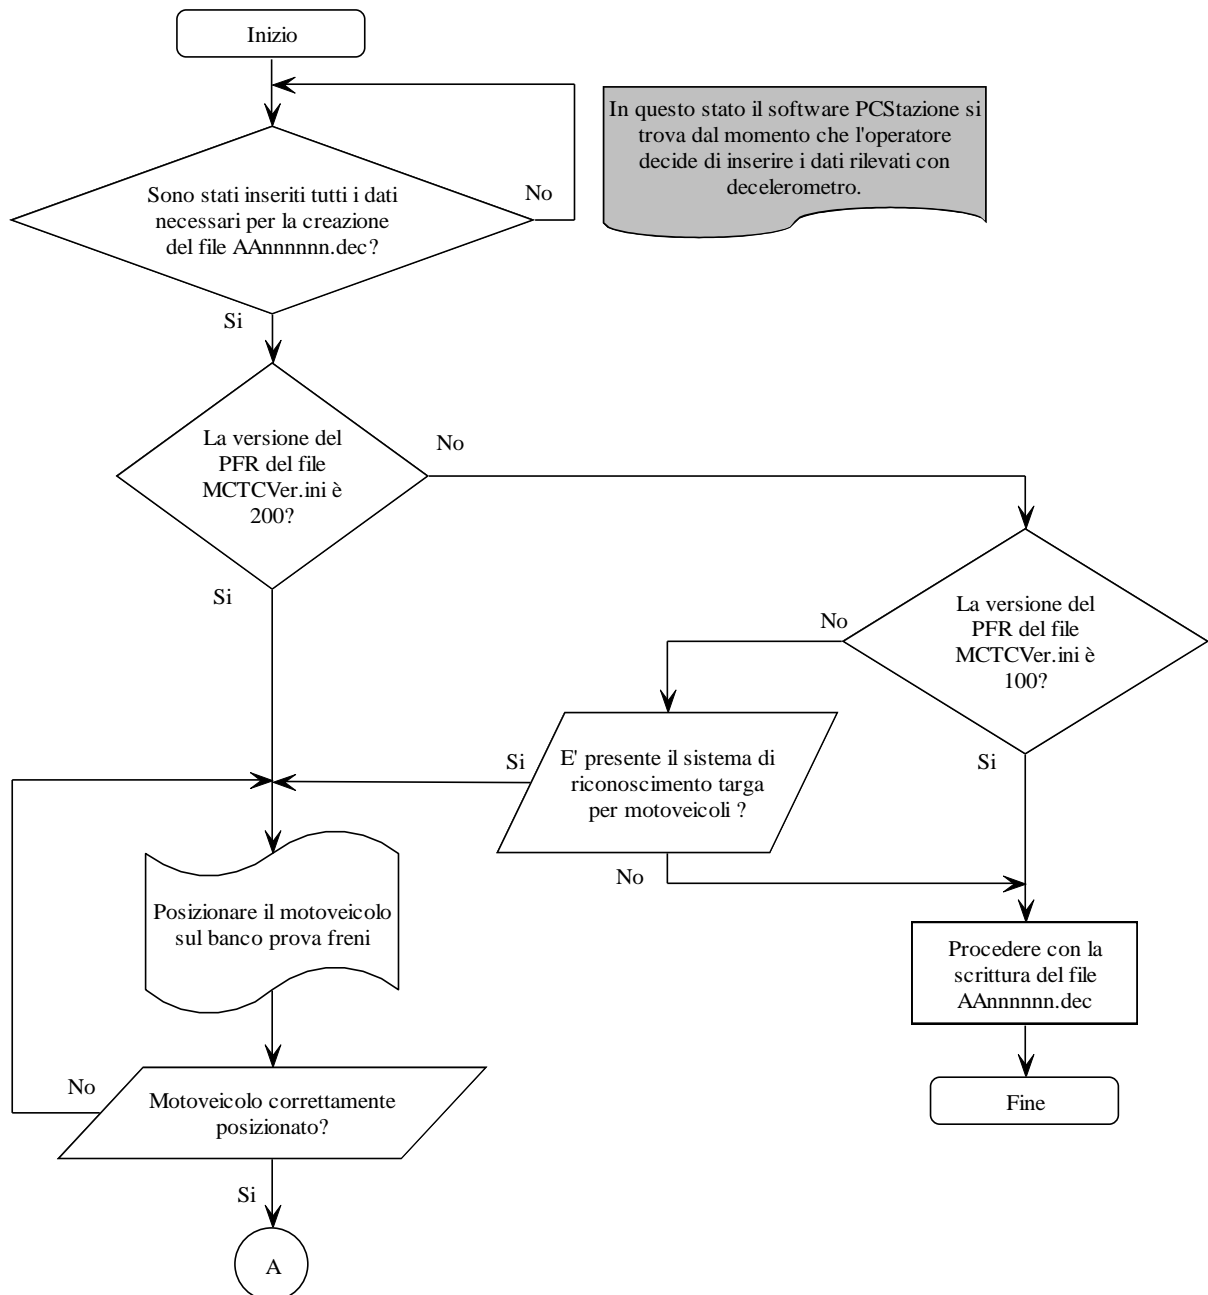 Inizio
In questo stato il software PCStazione si
trova dal momento che l'operatore
decide di inserire i dati rilevati con
decelerometro.
Sono stati inseriti tutti i dati
necessari per la creazione
del file AAnnnnnn.dec?
No
Si
La versione del
PFR del file
MCTCVer.ini è
200?
No
Si
La versione del
PFR del file
MCTCVer.ini è
100?
No
Si
E' presente il sistema di
riconoscimento targa
per motoveicoli ?
Si
No
Posizionare il motoveicolo
sul banco prova freni
Procedere con la
scrittura del file
AAnnnnnn.dec
Motoveicolo correttamente
posizionato?
No
Si
Fine
A